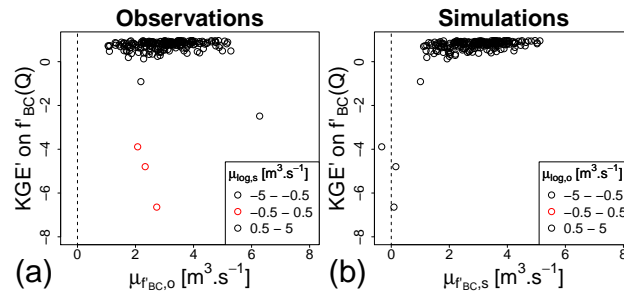 Observations
KGE' on f'BC(Q)
0
−2
−4
−6
−8
μlog,s [m³.s⁻¹]
−5 − −0.5
−0.5 − 0.5
0.5 − 5
0 2 4 6 8
(a)
μf'BC,o [m³.s⁻¹]
Simulations
KGE' on f'BC(Q)
0
−2
−4
−6
−8
μlog,o [m³.s⁻¹]
−5 − −0.5
−0.5 − 0.5
0.5 − 5
0 2 4 6 8
(b)
μf'BC,s [m³.s⁻¹]